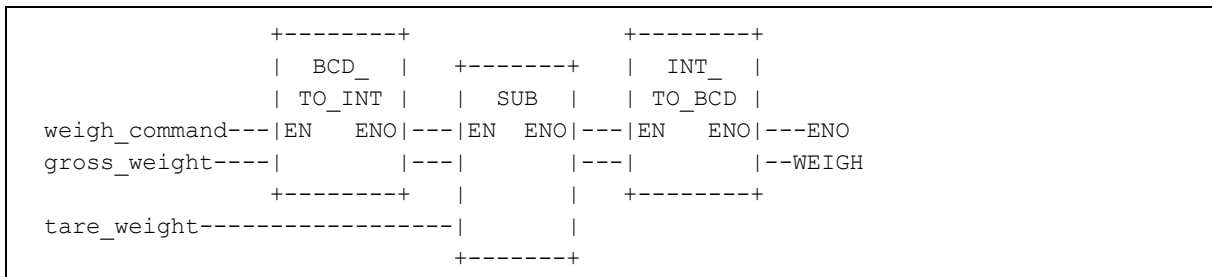 +--------+ +--------+
| BCD_ | +-------+ | INT_ |
| TO_INT | | SUB | | TO_BCD |
weigh_command---|EN ENO|---|EN ENO|---|EN ENO|---ENO
gross_weight----| |---| |---| |--WEIGH
+--------+ | | +--------+
tare_weight------------------| |
+-------+